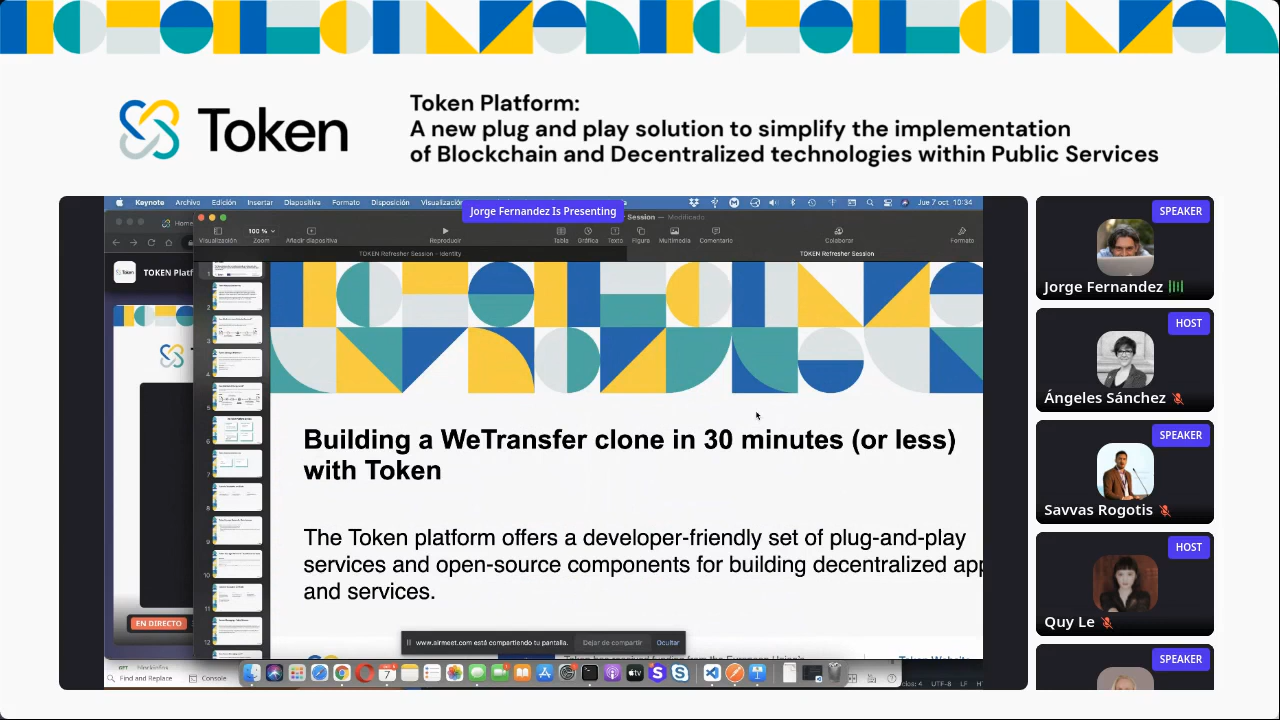 Token
Token Platform:
A new plug and play solution to simplify the implementation
of Blockchain and Decentralized technologies within Public Services
Keynote Archivo Edición Insertar Diapositiva Formato Disposición
Jue 7 oct 10:34
Jorge Fernandez Is Presenting
Session — Modificado
100 %
Visualización Zoom Añadir diapositiva Reproducir Tabla Gráfica Texto Figura Multimedia Comentario Colaborar Formato
TOKEN Refresher Session - Identity
TOKEN Refresher Session
Home
TOKEN Platf
EN DIRECTO
Building a WeTransfer clone in 30 minutes (or less)
with Token
The Token platform offers a developer-friendly set of plug-and-play
services and open-source components for building decentralized app
and services.
www.airmeet.com está compartiendo tu pantalla. Dejar de compartir Ocultar
Find and Replace Console
UTF-8 LF
SPEAKER
Jorge Fernandez
HOST
Ángeles Sánchez
SPEAKER
Savvas Rogotis
HOST
Quy Le
SPEAKER